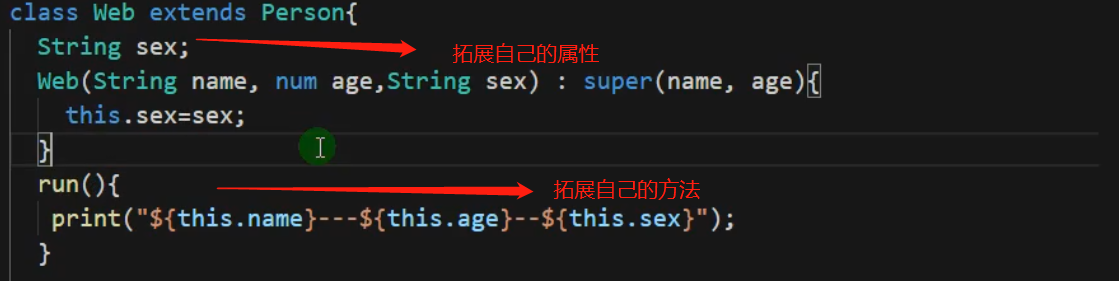 class Web extends Person{
String sex; 拓展自己的属性
Web(String name, num age,String sex) : super(name, age){
this.sex=sex;
}
run(){ 拓展自己的方法
print("${this.name}---${this.age}--${this.sex}");
}